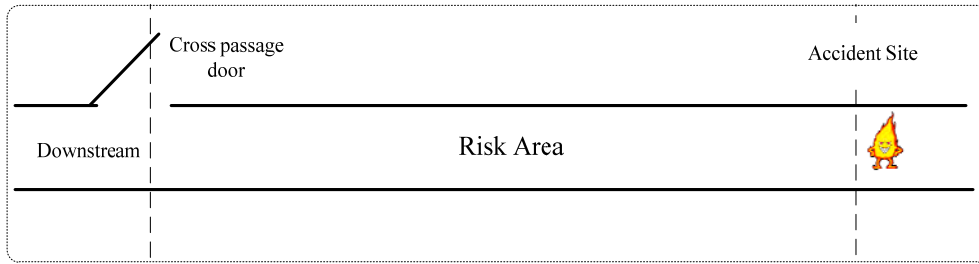 Cross passage
door
Accident Site
Downstream
Risk Area